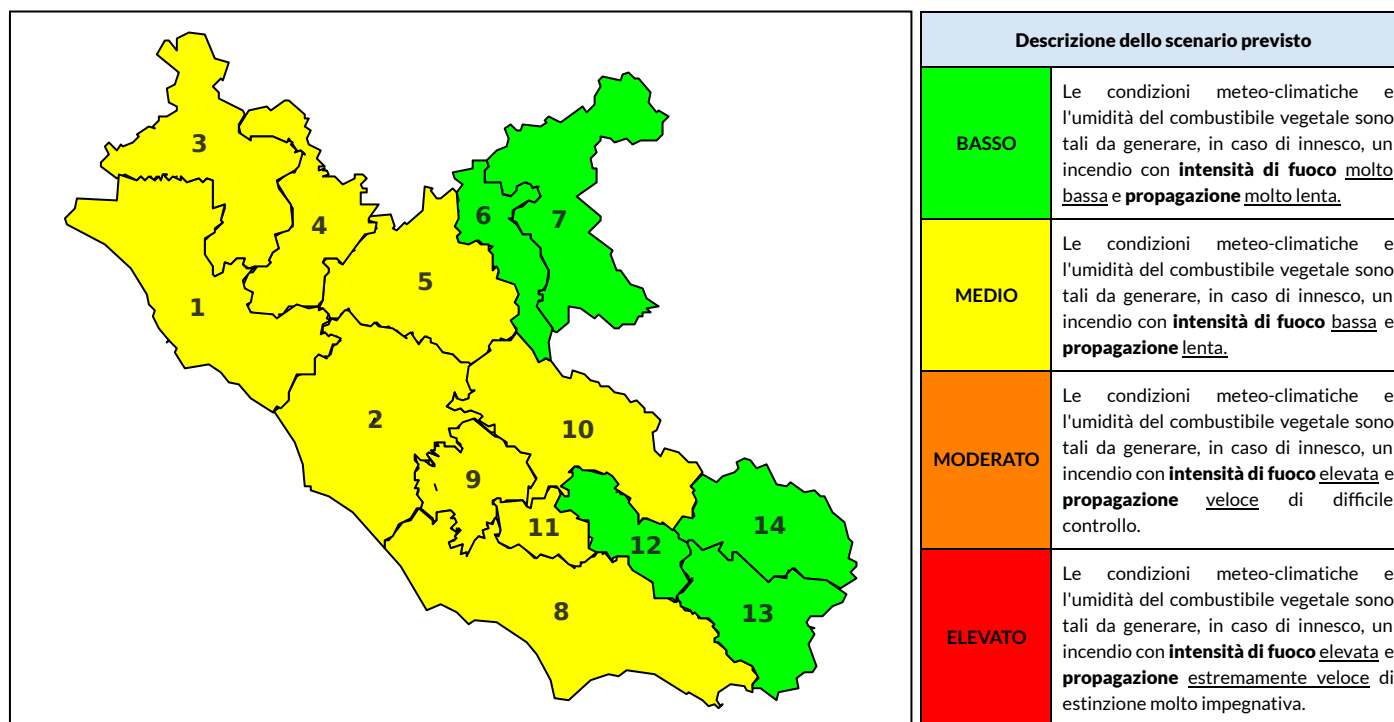 3
4
6
7
5
1
2
10
9
11
12
14
13
8
Descrizione dello scenario previsto
BASSO
Le condizioni meteo-climatiche e
l'umidità del combustibile vegetale sono
tali da generare, in caso di innesco, un
incendio con intensità di fuoco molto
bassa e propagazione molto lenta.
MEDIO
Le condizioni meteo-climatiche e
l'umidità del combustibile vegetale sono
tali da generare, in caso di innesco, un
incendio con intensità di fuoco bassa e
propagazione lenta.
MODERATO
Le condizioni meteo-climatiche e
l'umidità del combustibile vegetale sono
tali da generare, in caso di innesco, un
incendio con intensità di fuoco elevata e
propagazione veloce di difficile
controllo.
ELEVATO
Le condizioni meteo-climatiche e
l'umidità del combustibile vegetale sono
tali da generare, in caso di innesco, un
incendio con intensità di fuoco elevata e
propagazione estremamente veloce di
estinzione molto impegnativa.